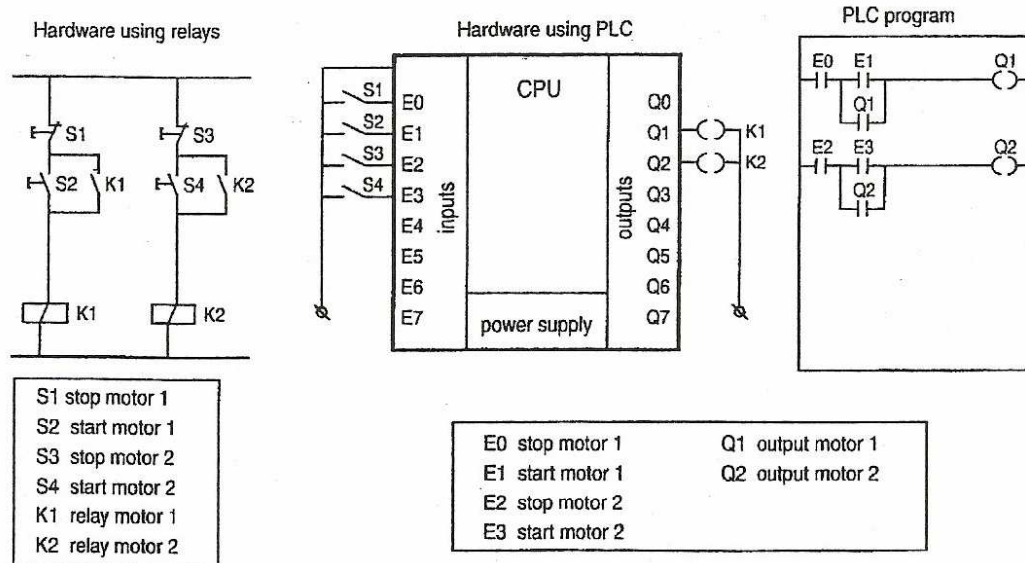 Hardware using relays
S1
S3
S2
K1
S4
K2
K1
K2
S1 stop motor 1
S2 start motor 1
S3 stop motor 2
S4 start motor 2
K1 relay motor 1
K2 relay motor 2
Hardware using PLC
CPU
S1
S2
S3
S4
E0
E1
E2
E3
E4
E5
E6
E7
inputs
power supply
outputs
Q0
Q1
Q2
Q3
Q4
Q5
Q6
Q7
K1
K2
E0 stop motor 1
E1 start motor 1
E2 stop motor 2
E3 start motor 2
Q1 output motor 1
Q2 output motor 2
PLC program
E0 E1 Q1
Q1
E2 E3 Q2
Q2